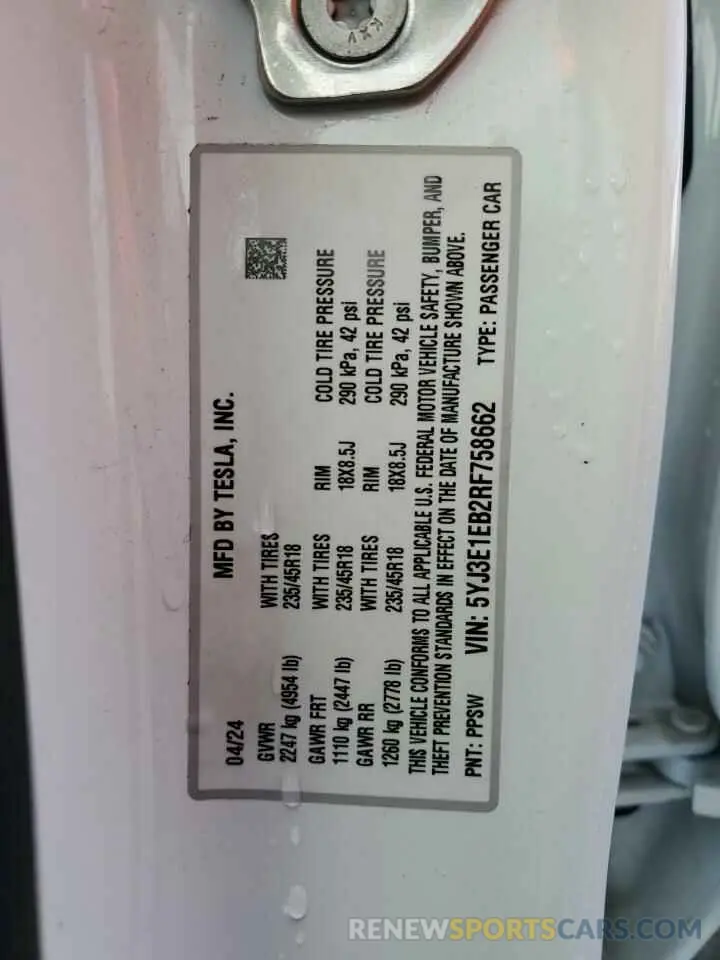 04/24 MFD BY TESLA, INC.
GVWR WITH TIRES
2247 kg (4954 lb) 235/45R18
GAWR FRT WITH TIRES RIM COLD TIRE PRESSURE
1110 kg (2447 lb) 235/45R18 18X8.5J 290 kPa, 42 psi
GAWR RR WITH TIRES RIM COLD TIRE PRESSURE
1260 kg (2778 lb) 235/45R18 18X8.5J 290 kPa, 42 psi
THIS VEHICLE CONFORMS TO ALL APPLICABLE U.S. FEDERAL MOTOR VEHICLE SAFETY, BUMPER, AND
THEFT PREVENTION STANDARDS IN EFFECT ON THE DATE OF MANUFACTURE SHOWN ABOVE.
PNT: PPSW VIN: 5YJ3E1EB2RF758662 TYPE: PASSENGER CAR
RENEWSPORTSCARS.COM